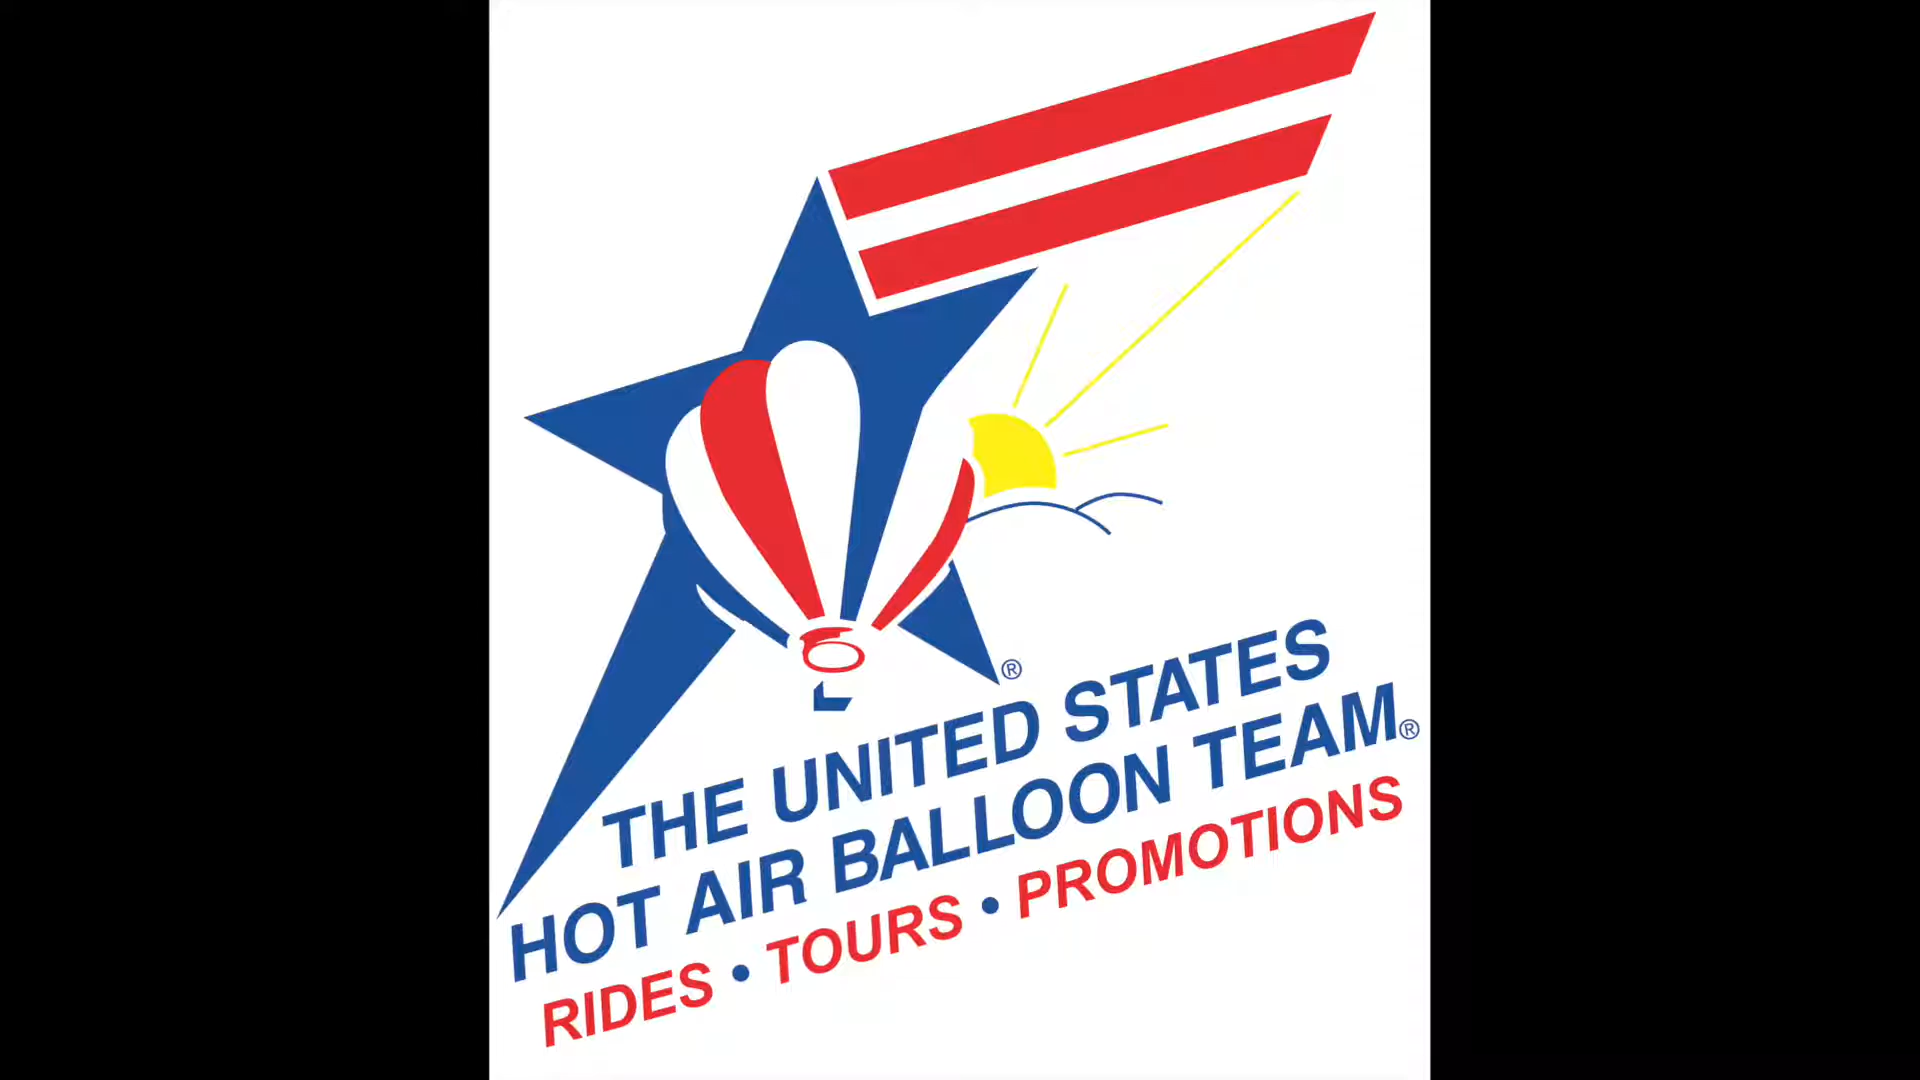 ®
THE UNITED STATES
HOT AIR BALLOON TEAM®
RIDES • TOURS • PROMOTIONS